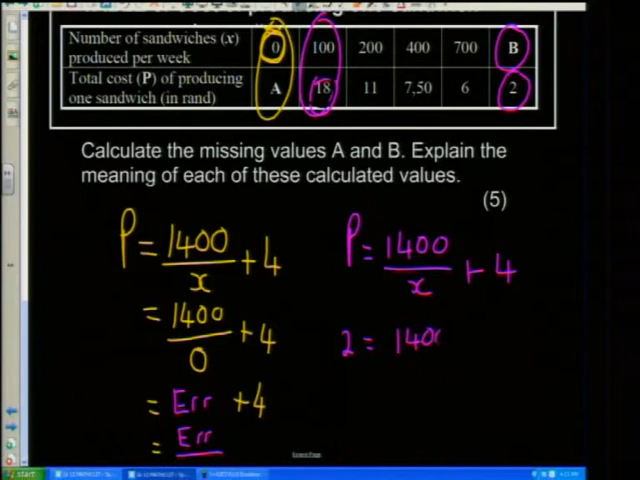 Number of sandwiches (x) produced per week 0 100 200 400 700 B
Total cost (P) of producing one sandwich (in rand) A 18 11 7,50 6 2
Calculate the missing values A and B. Explain the
meaning of each of these calculated values.
(5)
P = 1400/x + 4
= 1400/0 + 4
= Err + 4
= Err
P = 1400/x + 4
2 = 1400
start